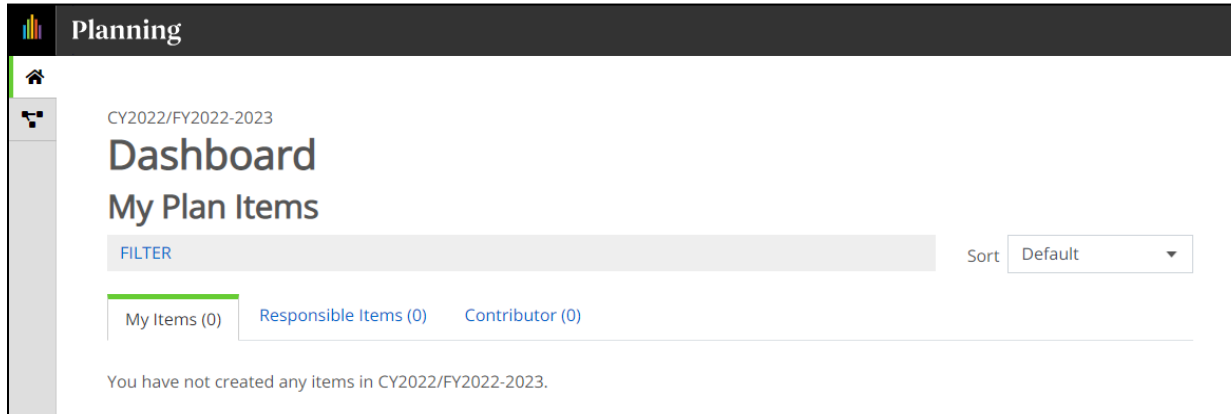 Planning
CY2022/FY2022-2023
Dashboard
My Plan Items
FILTER
Sort Default
My Items (0) Responsible Items (0) Contributor (0)
You have not created any items in CY2022/FY2022-2023.